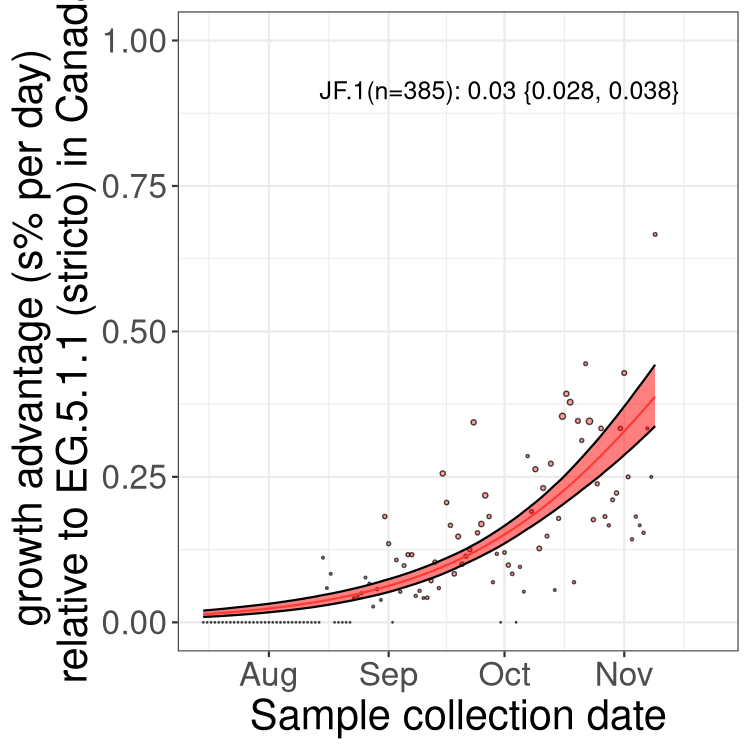 growth advantage (s% per day)
relative to EG.5.1.1 (stricto) in Canada
1.00
0.75
0.50
0.25
0.00
JF.1(n=385): 0.03 {0.028, 0.038}
Aug Sep Oct Nov
Sample collection date